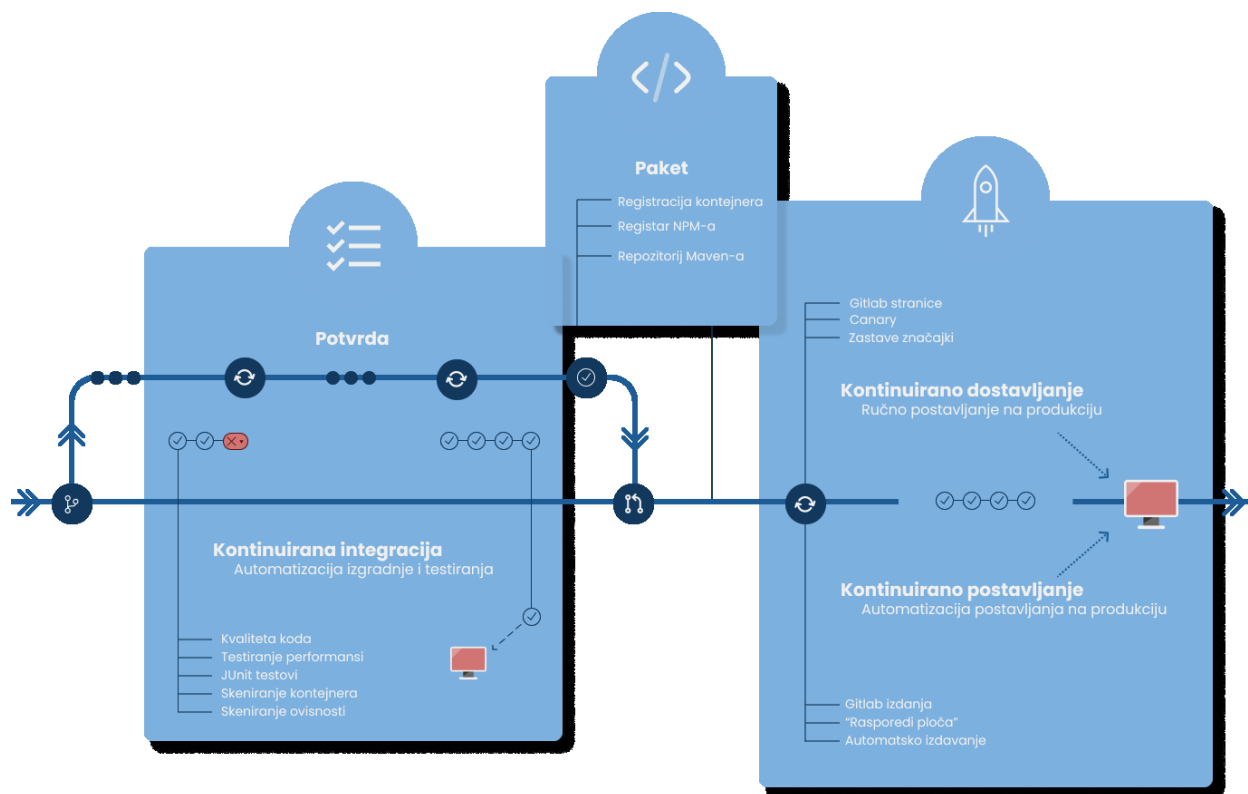 Paket
Registracija kontejnera
Registar NPM-a
Repozitorij Maven-a
Potvrda
Kontinuirana integracija
Automatizacija izgradnje i testiranja
Kvaliteta koda
Testiranje performansi
JUnit testovi
Skeniranje kontejnera
Skeniranje ovisnosti
Gitlab stranice
Canary
Zastave značajki
Kontinuirano dostavljanje
Ručno postavljanje na produkciju
Kontinuirano postavljanje
Automatizacija postavljanja na produkciju
Gitlab izdanja
“Rasporedi ploča”
Automatsko izdavanje